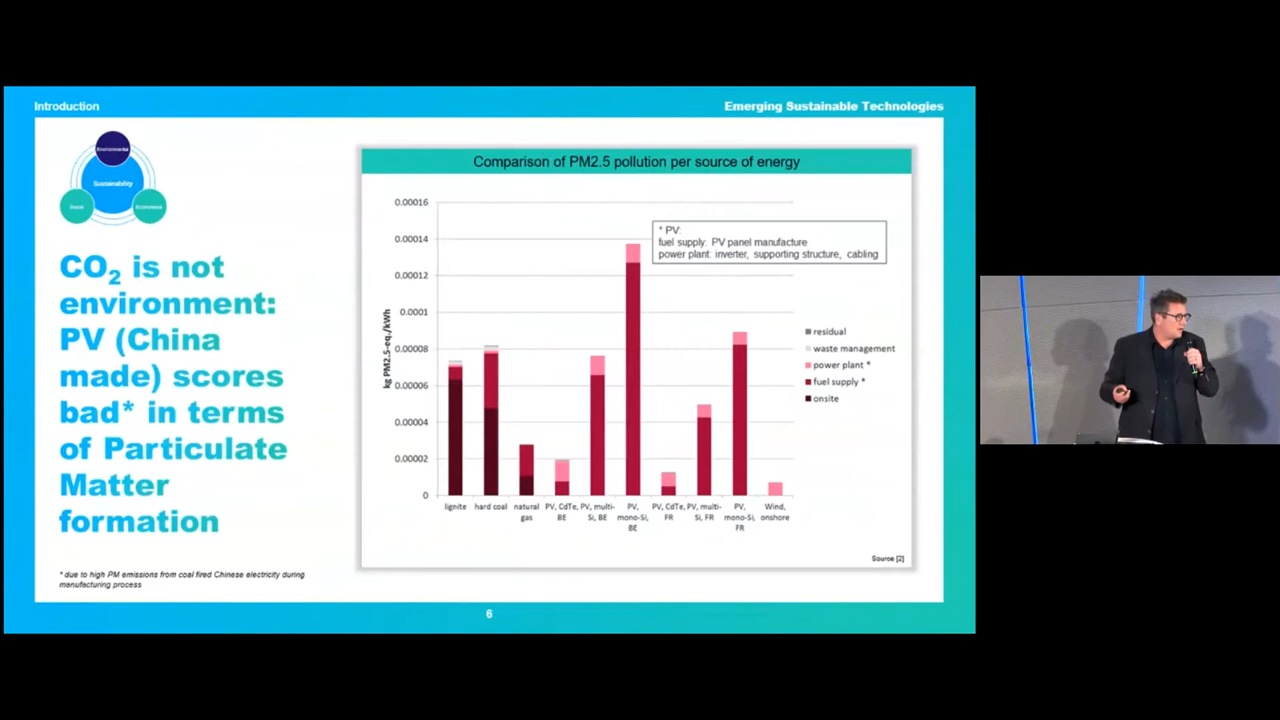 Introduction
Emerging Sustainable Technologies
Environmental
Sustainability
Social
Economics
CO2 is not
environment:
PV (China
made) scores
bad* in terms
of Particulate
Matter
formation
* due to high PM emissions from coal fired Chinese electricity during
manufacturing process
Comparison of PM2.5 pollution per source of energy
* PV:
fuel supply: PV panel manufacture
power plant: inverter, supporting structure, cabling
kg PM2.5-eq./kWh
0.00016
0.00014
0.00012
0.0001
0.00008
0.00006
0.00004
0.00002
0
residual
waste management
power plant *
fuel supply *
onsite
lignite
hard coal
natural
gas
PV, CdTe,
BE
PV, multi-
Si, BE
PV,
mono-Si,
BE
PV, CdTe,
FR
PV, multi-
Si, FR
PV,
mono-Si,
FR
Wind,
onshore
Source [2]
6